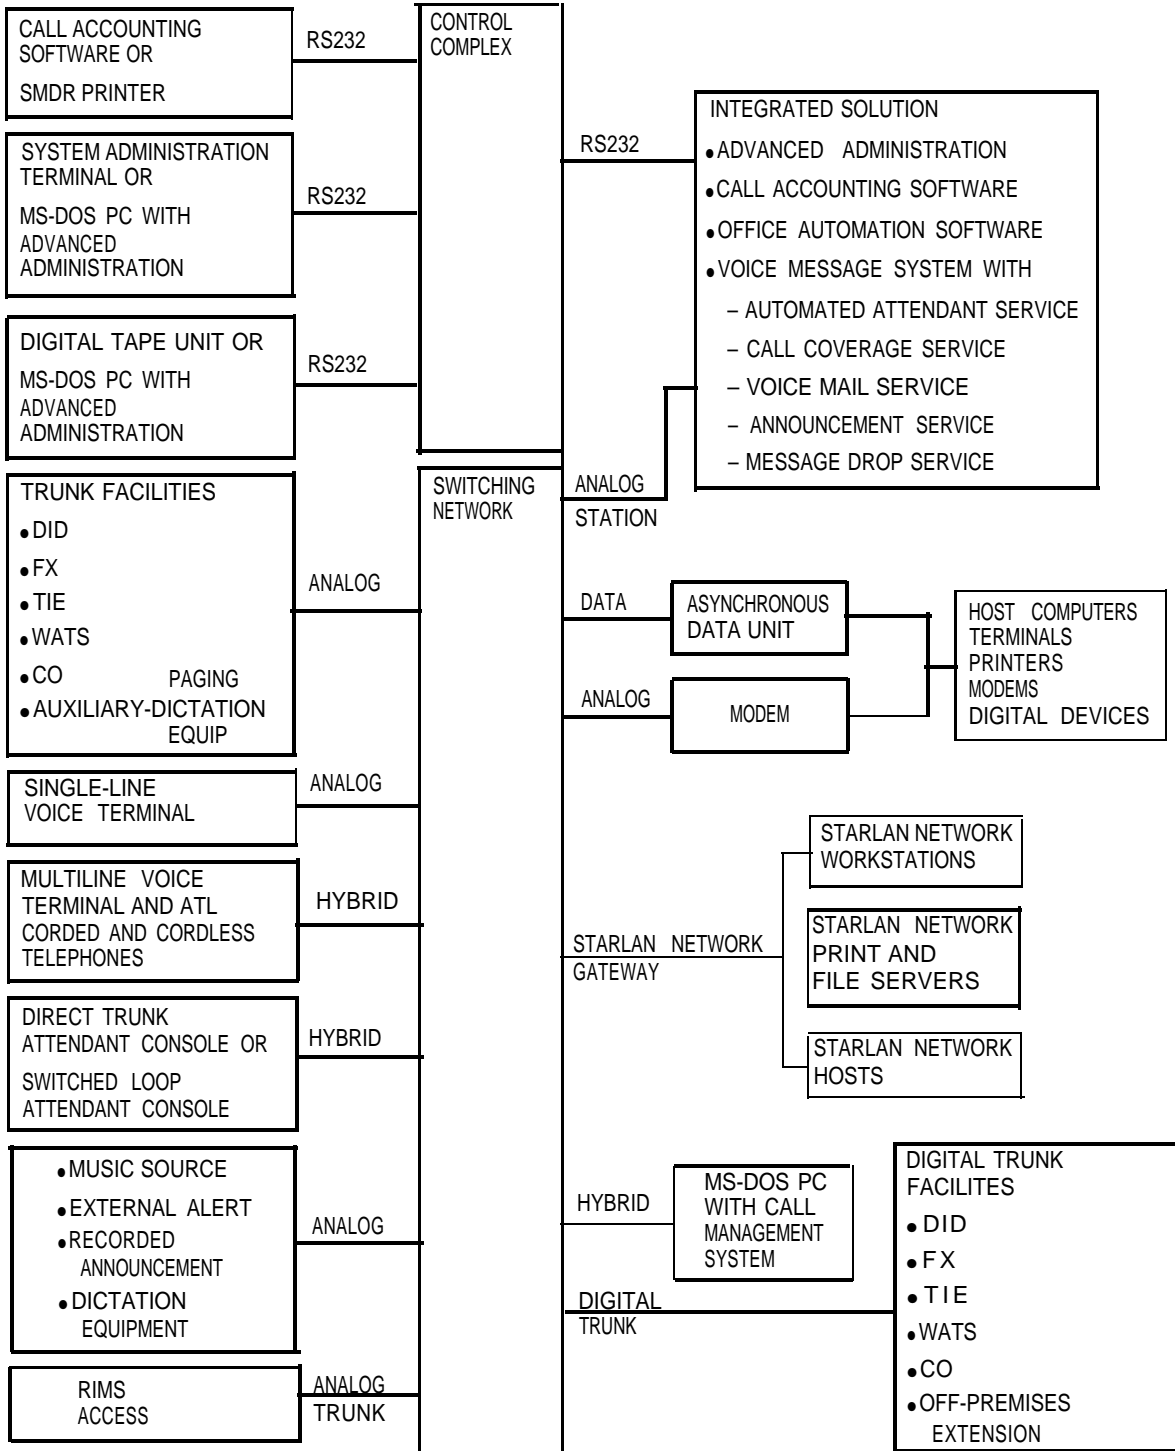 CALL ACCOUNTING
SOFTWARE OR
SMDR PRINTER
RS232
SYSTEM ADMINISTRATION
TERMINAL OR
MS-DOS PC WITH
ADVANCED
ADMINISTRATION
RS232
DIGITAL TAPE UNIT OR
MS-DOS PC WITH
ADVANCED
ADMINISTRATION
RS232
TRUNK FACILITIES
•DID
•FX
•TIE
•WATS
•CO PAGING
•AUXILIARY-DICTATION
EQUIP
ANALOG
SINGLE-LINE
VOICE TERMINAL
ANALOG
MULTILINE VOICE
TERMINAL AND ATL
CORDED AND CORDLESS
TELEPHONES
HYBRID
DIRECT TRUNK
ATTENDANT CONSOLE OR
SWITCHED LOOP
ATTENDANT CONSOLE
HYBRID
•MUSIC SOURCE
•EXTERNAL ALERT
•RECORDED
ANNOUNCEMENT
•DICTATION
EQUIPMENT
ANALOG
RIMS
ACCESS
ANALOG
TRUNK
CONTROL
COMPLEX
SWITCHING
NETWORK
RS232
INTEGRATED SOLUTION
•ADVANCED ADMINISTRATION
•CALL ACCOUNTING SOFTWARE
•OFFICE AUTOMATION SOFTWARE
•VOICE MESSAGE SYSTEM WITH
– AUTOMATED ATTENDANT SERVICE
– CALL COVERAGE SERVICE
– VOICE MAIL SERVICE
– ANNOUNCEMENT SERVICE
– MESSAGE DROP SERVICE
ANALOG
STATION
DATA
ASYNCHRONOUS
DATA UNIT
ANALOG
MODEM
HOST COMPUTERS
TERMINALS
PRINTERS
MODEMS
DIGITAL DEVICES
STARLAN NETWORK
GATEWAY
STARLAN NETWORK
WORKSTATIONS
STARLAN NETWORK
PRINT AND
FILE SERVERS
STARLAN NETWORK
HOSTS
HYBRID
MS-DOS PC
WITH CALL
MANAGEMENT
SYSTEM
DIGITAL
TRUNK
DIGITAL TRUNK
FACILITES
•DID
•FX
•TIE
•WATS
•CO
•OFF-PREMISES
EXTENSION